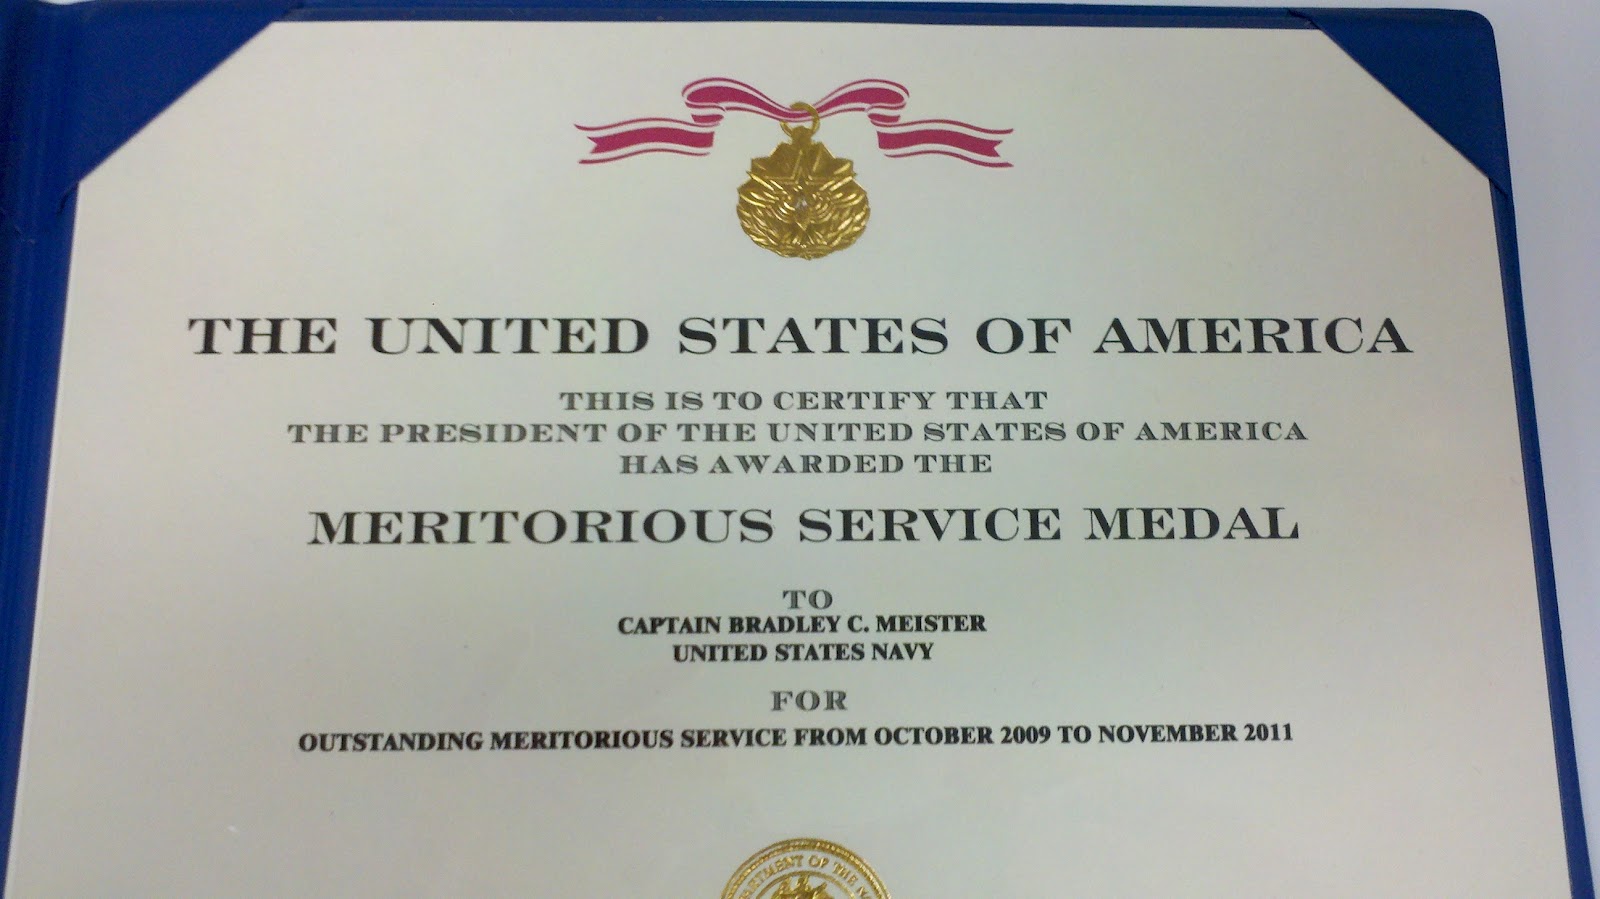 THE UNITED STATES OF AMERICA
THIS IS TO CERTIFY THAT
THE PRESIDENT OF THE UNITED STATES OF AMERICA
HAS AWARDED THE
MERITORIOUS SERVICE MEDAL
TO
CAPTAIN BRADLEY C. MEISTER
UNITED STATES NAVY
FOR
OUTSTANDING MERITORIOUS SERVICE FROM OCTOBER 2009 TO NOVEMBER 2011
OF THE